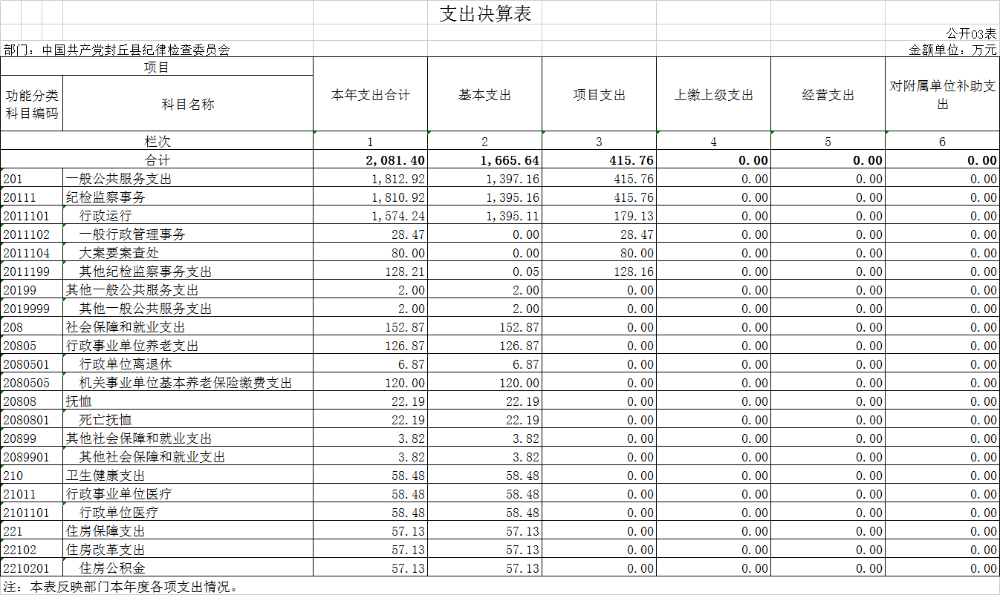 支出决算表
公开03表
部门：中国共产党封丘县纪律检查委员会 金额单位：万元
项目 本年支出合计 基本支出 项目支出 上缴上级支出 经营支出 对附属单位补助支出
功能分类科目编码 科目名称
栏次 1 2 3 4 5 6
合计 2,081.40 1,665.64 415.76 0.00 0.00 0.00
201 一般公共服务支出 1,812.92 1,397.16 415.76 0.00 0.00 0.00
20111 纪检监察事务 1,810.92 1,395.16 415.76 0.00 0.00 0.00
2011101 行政运行 1,574.24 1,395.11 179.13 0.00 0.00 0.00
2011102 一般行政管理事务 28.47 0.00 28.47 0.00 0.00 0.00
2011104 大案要案查处 80.00 0.00 80.00 0.00 0.00 0.00
2011199 其他纪检监察事务支出 128.21 0.05 128.16 0.00 0.00 0.00
20199 其他一般公共服务支出 2.00 2.00 0.00 0.00 0.00 0.00
2019999 其他一般公共服务支出 2.00 2.00 0.00 0.00 0.00 0.00
208 社会保障和就业支出 152.87 152.87 0.00 0.00 0.00 0.00
20805 行政事业单位养老支出 126.87 126.87 0.00 0.00 0.00 0.00
2080501 行政单位离退休 6.87 6.87 0.00 0.00 0.00 0.00
2080505 机关事业单位基本养老保险缴费支出 120.00 120.00 0.00 0.00 0.00 0.00
20808 抚恤 22.19 22.19 0.00 0.00 0.00 0.00
2080801 死亡抚恤 22.19 22.19 0.00 0.00 0.00 0.00
20899 其他社会保障和就业支出 3.82 3.82 0.00 0.00 0.00 0.00
2089901 其他社会保障和就业支出 3.82 3.82 0.00 0.00 0.00 0.00
210 卫生健康支出 58.48 58.48 0.00 0.00 0.00 0.00
21011 行政事业单位医疗 58.48 58.48 0.00 0.00 0.00 0.00
2101101 行政单位医疗 58.48 58.48 0.00 0.00 0.00 0.00
221 住房保障支出 57.13 57.13 0.00 0.00 0.00 0.00
22102 住房改革支出 57.13 57.13 0.00 0.00 0.00 0.00
2210201 住房公积金 57.13 57.13 0.00 0.00 0.00 0.00
注：本表反映部门本年度各项支出情况。